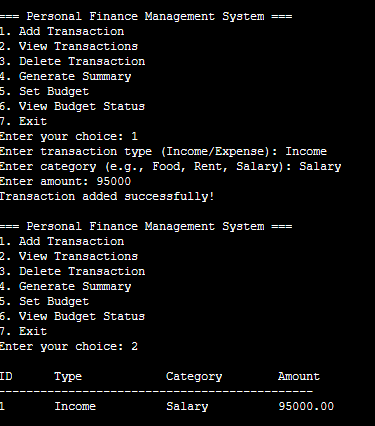 === Personal Finance Management System ===
1. Add Transaction
2. View Transactions
3. Delete Transaction
4. Generate Summary
5. Set Budget
6. View Budget Status
7. Exit
Enter your choice: 1
Enter transaction type (Income/Expense): Income
Enter category (e.g., Food, Rent, Salary): Salary
Enter amount: 95000
Transaction added successfully!
=== Personal Finance Management System ===
1. Add Transaction
2. View Transactions
3. Delete Transaction
4. Generate Summary
5. Set Budget
6. View Budget Status
7. Exit
Enter your choice: 2
ID Type Category Amount
----------------------------------------------
1 Income Salary 95000.00